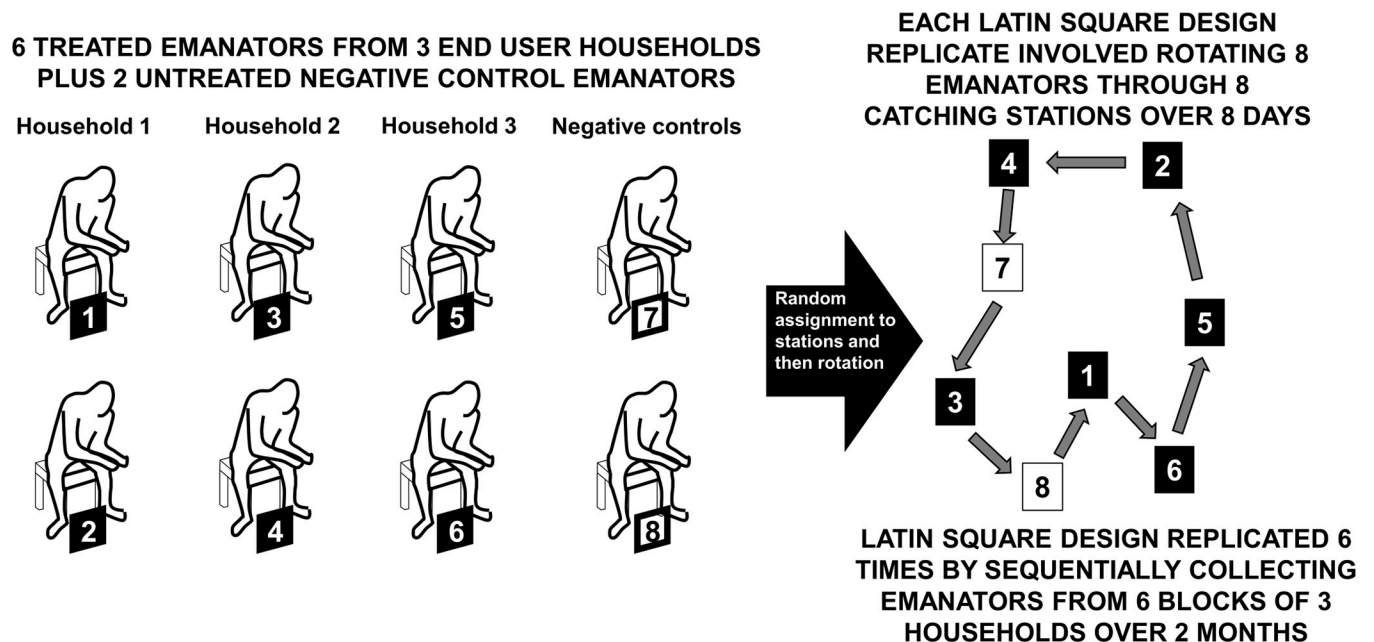 6 TREATED EMANATORS FROM 3 END USER HOUSEHOLDS
PLUS 2 UNTREATED NEGATIVE CONTROL EMANATORS
Household 1
Household 2
Household 3
Negative controls
1
3
5
7
2
4
6
8
Random
assignment to
stations and
then rotation
EACH LATIN SQUARE DESIGN
REPLICATE INVOLVED ROTATING 8
EMANATORS THROUGH 8
CATCHING STATIONS OVER 8 DAYS
4
2
7
5
1
3
6
8
LATIN SQUARE DESIGN REPLICATED 6
TIMES BY SEQUENTIALLY COLLECTING
EMANATORS FROM 6 BLOCKS OF 3
HOUSEHOLDS OVER 2 MONTHS